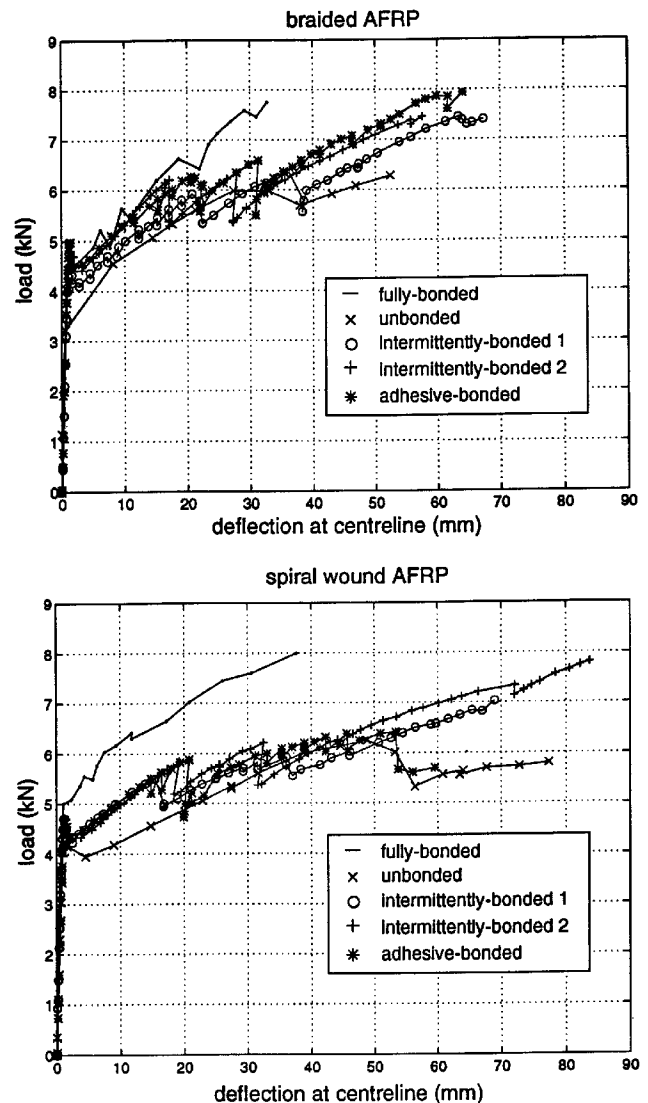 braided AFRP
9
8
7
6
5
4
3
2
1
0
load (kN)
fully-bonded
unbonded
intermittently-bonded 1
intermittently-bonded 2
adhesive-bonded
0 10 20 30 40 50 60 70 80 90
deflection at centreline (mm)
spiral wound AFRP
9
8
7
6
5
4
3
2
1
0
load (kN)
fully-bonded
unbonded
intermittently-bonded 1
intermittently-bonded 2
adhesive-bonded
0 10 20 30 40 50 60 70 80 90
deflection at centreline (mm)